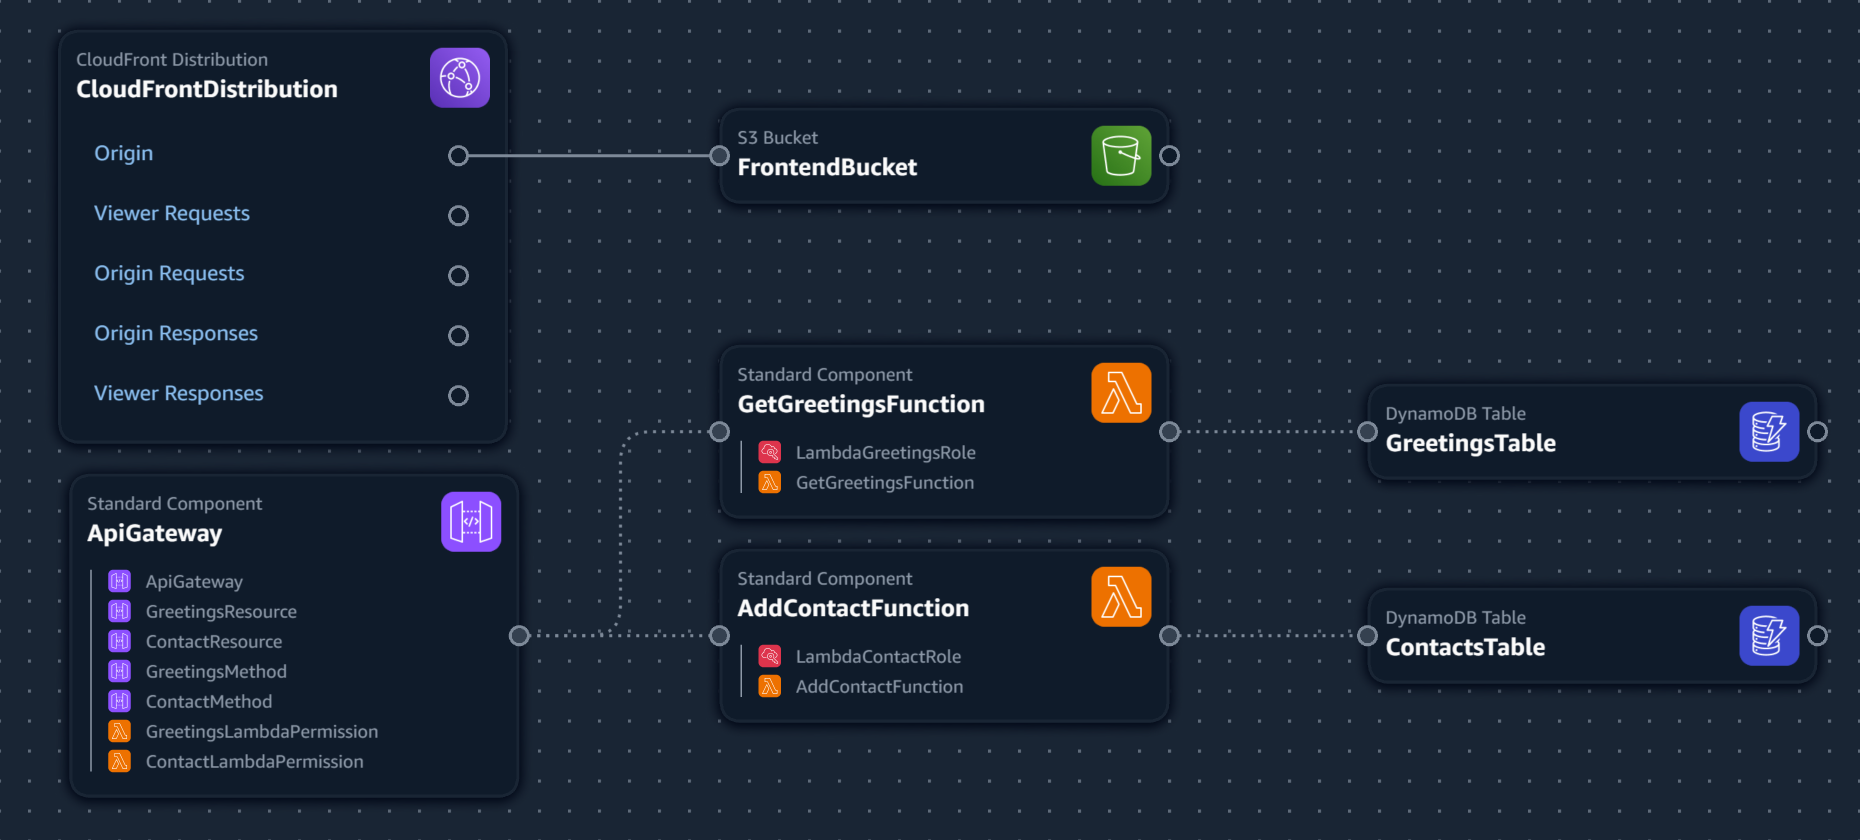 CloudFront Distribution
CloudFrontDistribution
Origin
Viewer Requests
Origin Requests
Origin Responses
Viewer Responses
S3 Bucket
FrontendBucket
Standard Component
ApiGateway
ApiGateway
GreetingsResource
ContactResource
GreetingsMethod
ContactMethod
GreetingsLambdaPermission
ContactLambdaPermission
Standard Component
GetGreetingsFunction
LambdaGreetingsRole
GetGreetingsFunction
Standard Component
AddContactFunction
LambdaContactRole
AddContactFunction
DynamoDB Table
GreetingsTable
DynamoDB Table
ContactsTable